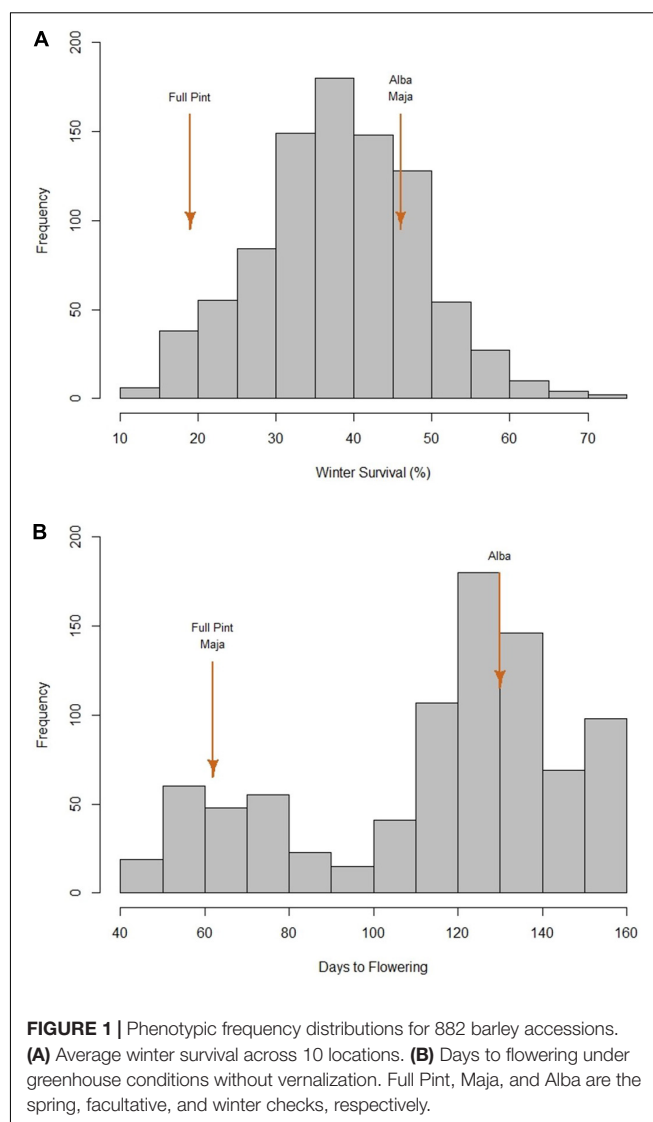 A
200
150
100
50
0
Frequency
Full Pint
Alba
Maja
10 20 30 40 50 60 70
Winter Survival (%)
B
200
150
100
50
0
Frequency
Full Pint
Maja
Alba
40 60 80 100 120 140 160
Days to Flowering
FIGURE 1 | Phenotypic frequency distributions for 882 barley accessions.
(A) Average winter survival across 10 locations. (B) Days to flowering under
greenhouse conditions without vernalization. Full Pint, Maja, and Alba are the
spring, facultative, and winter checks, respectively.